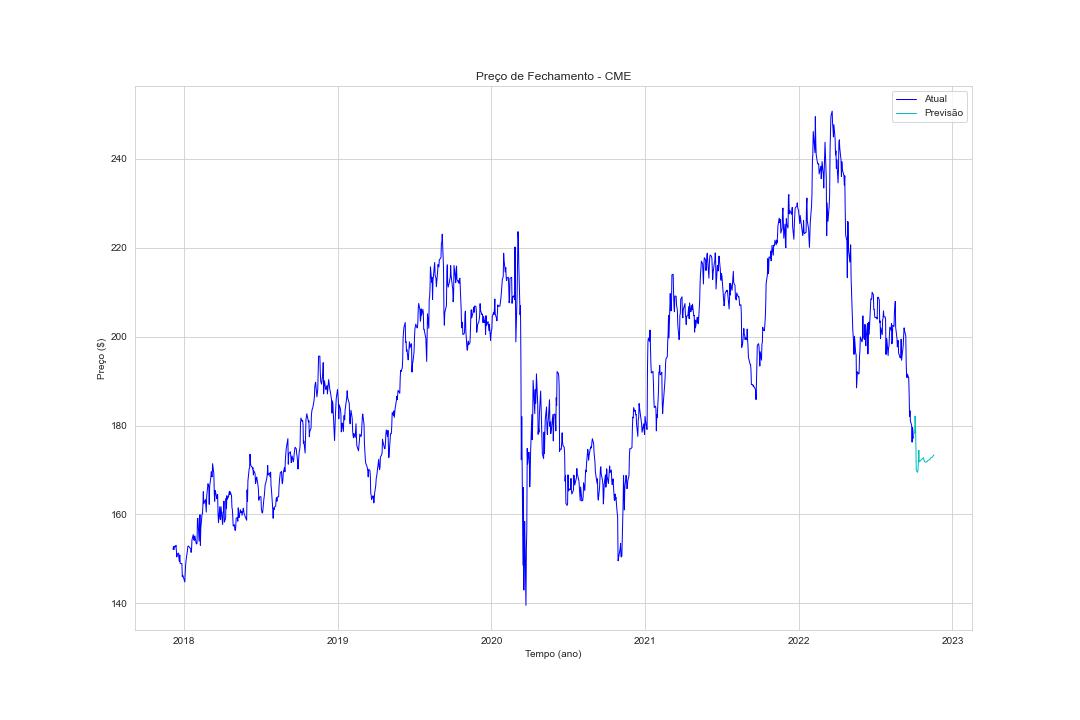 Preço de Fechamento - CME
Atual
Previsão
Preço ($)
240
220
200
180
160
140
2018 2019 2020 2021 2022 2023
Tempo (ano)